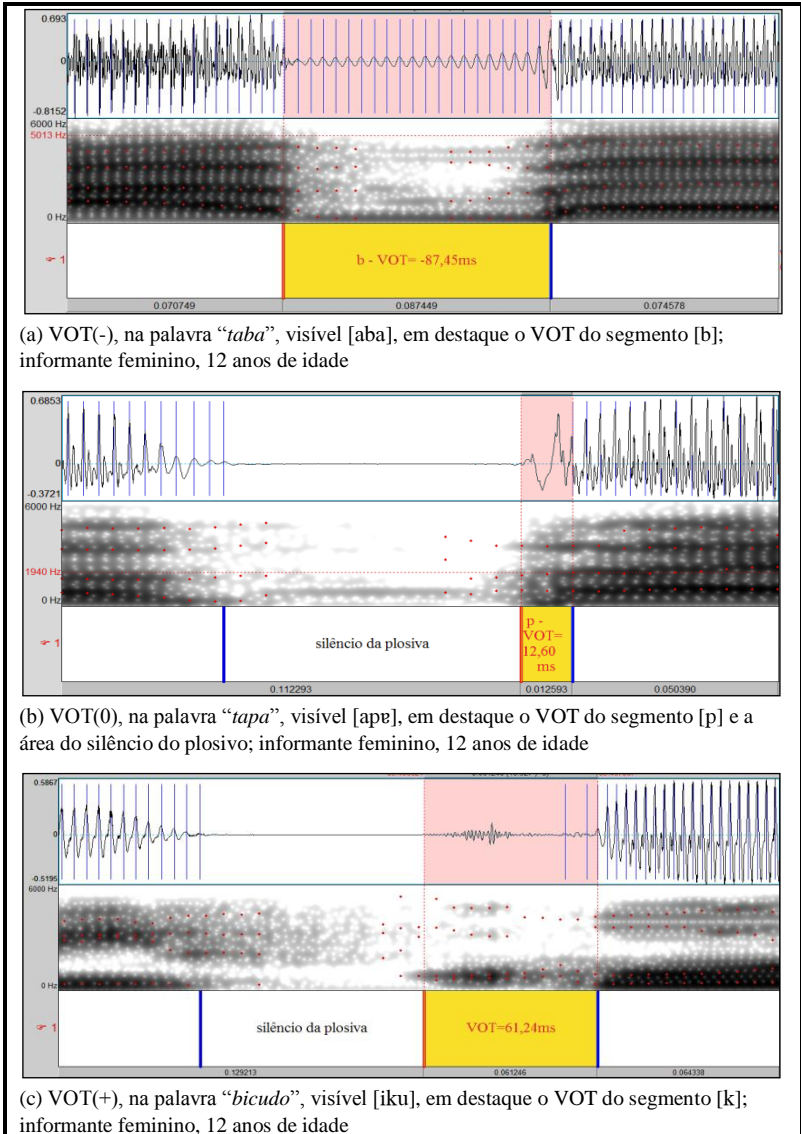 0.693
0
-0.8152
6000 Hz
5013 Hz
0 Hz
1
b - VOT= -87,45ms
0.070749 0.087449 0.074578
(a) VOT(-), na palavra “taba”, visível [aba], em destaque o VOT do segmento [b];
informante feminino, 12 anos de idade
0.6853
0
-0.3721
6000 Hz
1940 Hz
0 Hz
1
silêncio da plosiva
p -
VOT=
12,60
ms
0.112293 0.012593 0.050390
(b) VOT(0), na palavra “tapa”, visível [apɐ], em destaque o VOT do segmento [p] e a
área do silêncio do plosivo; informante feminino, 12 anos de idade
0.5867
0
-0.5195
6000 Hz
0 Hz
1
silêncio da plosiva VOT=61,24ms
0.129213 0.061246 0.064338
(c) VOT(+), na palavra “bicudo”, visível [iku], em destaque o VOT do segmento [k];
informante feminino, 12 anos de idade